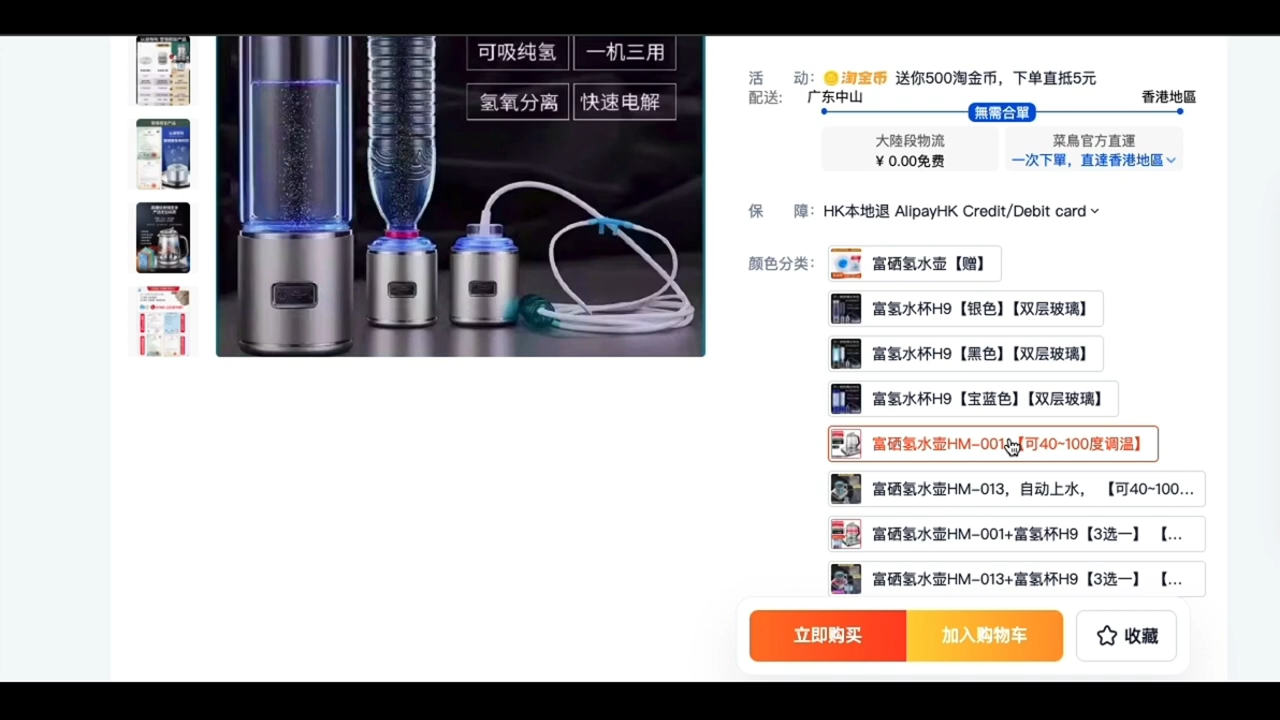 可吸纯氢
一机三用
氢氧分离
快速电解
活 动：淘金币 送你500淘金币，下单直抵5元
配送： 广东中山 香港地區
無需合單
大陸段物流
¥ 0.00免费
菜鳥官方直運
一次下單，直達香港地區
保 障：HK本地退 AlipayHK Credit/Debit card
颜色分类：
富硒氢水壶【赠】
富氢水杯H9【银色】【双层玻璃】
富氢水杯H9【黑色】【双层玻璃】
富氢水杯H9【宝蓝色】【双层玻璃】
富硒氢水壶HM-001【可40~100度调温】
富硒氢水壶HM-013，自动上水， 【可40~100...
富硒氢水壶HM-001+富氢杯H9【3选一】 【...
富硒氢水壶HM-013+富氢杯H9【3选一】 【...
立即购买
加入购物车
收藏